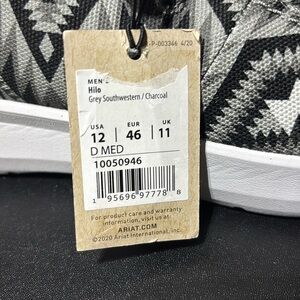 -P-003366 4/20
MEN'S
Hilo
Grey Southwestern / Charcoal
USA EUR UK
12 46 11
D MED
10050946
1 95696 97778 8
For product care and warranty
information, visit us at
ARIAT.COM
©2020 Ariat International, Inc.